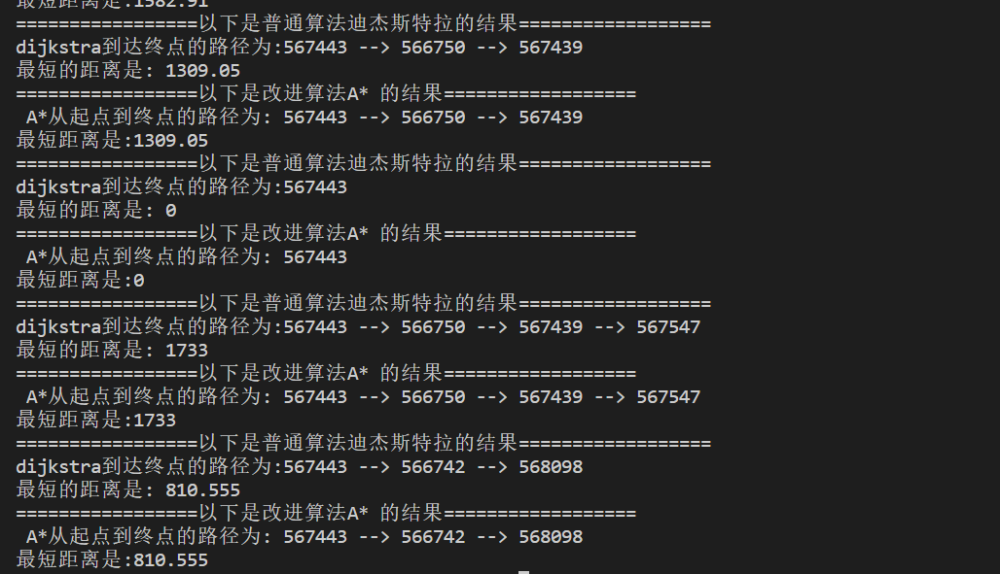 最短距离是:1582.91
=================以下是普通算法迪杰斯特拉的结果==================
dijkstra到达终点的路径为:567443 --> 566750 --> 567439
最短的距离是: 1309.05
=================以下是改进算法A* 的结果==================
 A*从起点到终点的路径为: 567443 --> 566750 --> 567439
最短距离是:1309.05
=================以下是普通算法迪杰斯特拉的结果==================
dijkstra到达终点的路径为:567443
最短的距离是: 0
=================以下是改进算法A* 的结果==================
 A*从起点到终点的路径为: 567443
最短距离是:0
=================以下是普通算法迪杰斯特拉的结果==================
dijkstra到达终点的路径为:567443 --> 566750 --> 567439 --> 567547
最短的距离是: 1733
=================以下是改进算法A* 的结果==================
 A*从起点到终点的路径为: 567443 --> 566750 --> 567439 --> 567547
最短距离是:1733
=================以下是普通算法迪杰斯特拉的结果==================
dijkstra到达终点的路径为:567443 --> 566742 --> 568098
最短的距离是: 810.555
=================以下是改进算法A* 的结果==================
 A*从起点到终点的路径为: 567443 --> 566742 --> 568098
最短距离是:810.555